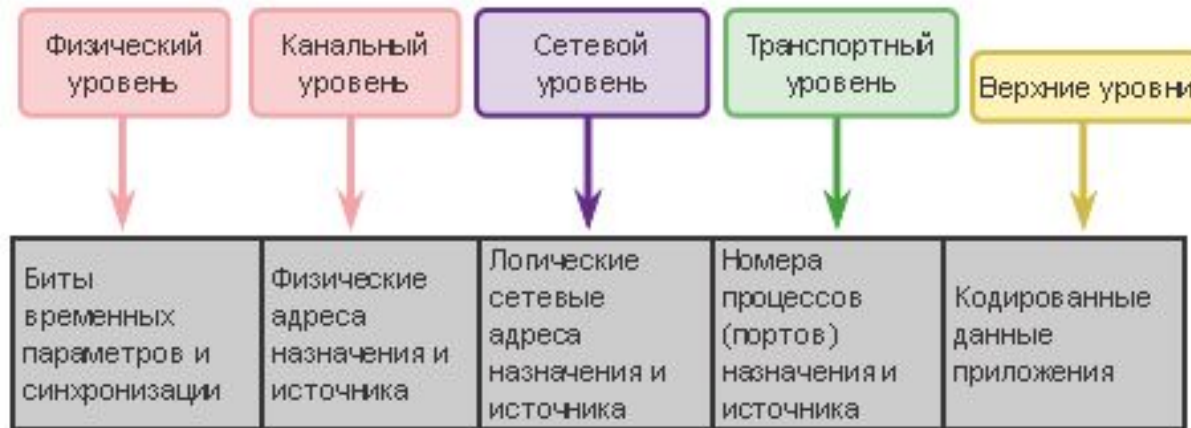 Физический
уровень
Канальный
уровень
Сетевой
уровень
Транспортный
уровень
Верхние уровни
Биты
временных
параметров и
синхронизации
Физические
адреса
назначения и
источника
Логические
сетевые
адреса
назначения и
источника
Номера
процессов
(портов)
назначения и
источника
Кодированные
данные
приложения